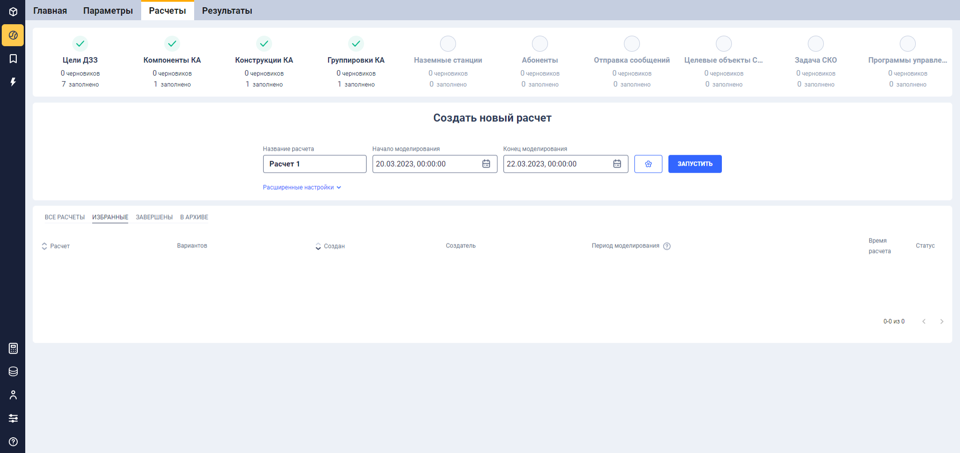 Главная Параметры Расчеты Результаты
Цели ДЗЗ Компоненты КА Конструкции КА Группировки КА Наземные станции Абоненты Отправка сообщений Целевые объекты С... Задача СКО Программы управле...
0 черновиков 0 черновиков 0 черновиков 0 черновиков 0 черновиков 0 черновиков 0 черновиков 0 черновиков 0 черновиков 0 черновиков
7 заполнено 1 заполнено 1 заполнено 1 заполнено 0 заполнено 0 заполнено 0 заполнено 0 заполнено 0 заполнено 0 заполнено
Создать новый расчет
Название расчета Начало моделирования Конец моделирования
Расчет 1 20.03.2023, 00:00:00 22.03.2023, 00:00:00 ЗАПУСТИТЬ
Расширенные настройки
ВСЕ РАСЧЕТЫ ИЗБРАННЫЕ ЗАВЕРШЕНЫ В АРХИВЕ
Расчет Вариантов Создан Создатель Период моделирования ? Время расчета Статус
0-0 из 0